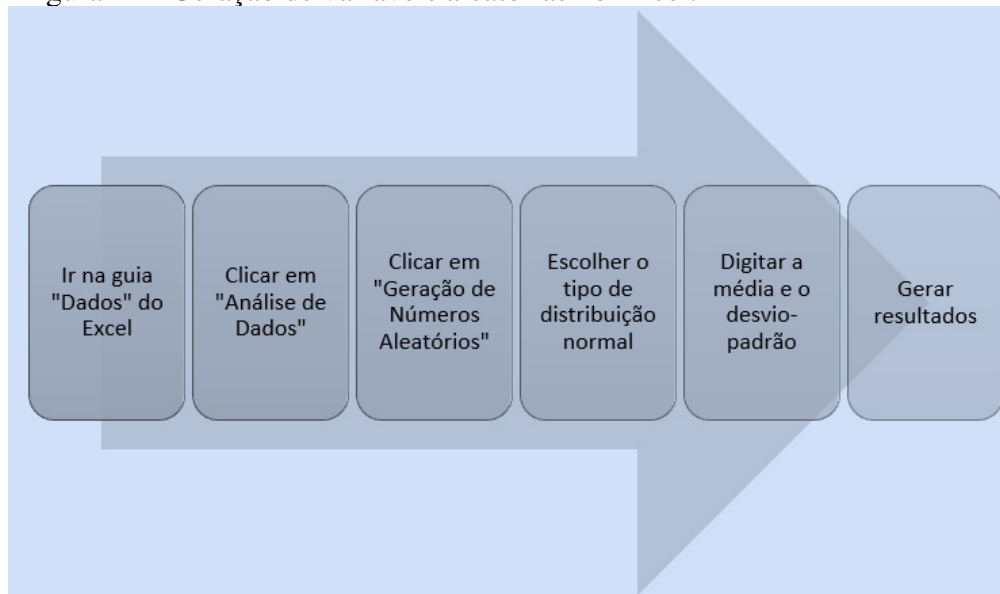 Ir na guia
"Dados" do
Excel
Clicar em
"Análise de
Dados"
Clicar em
"Geração de
Números
Aleatórios"
Escolher o
tipo de
distribuição
normal
Digitar a
média e o
desvio-
padrão
Gerar
resultados